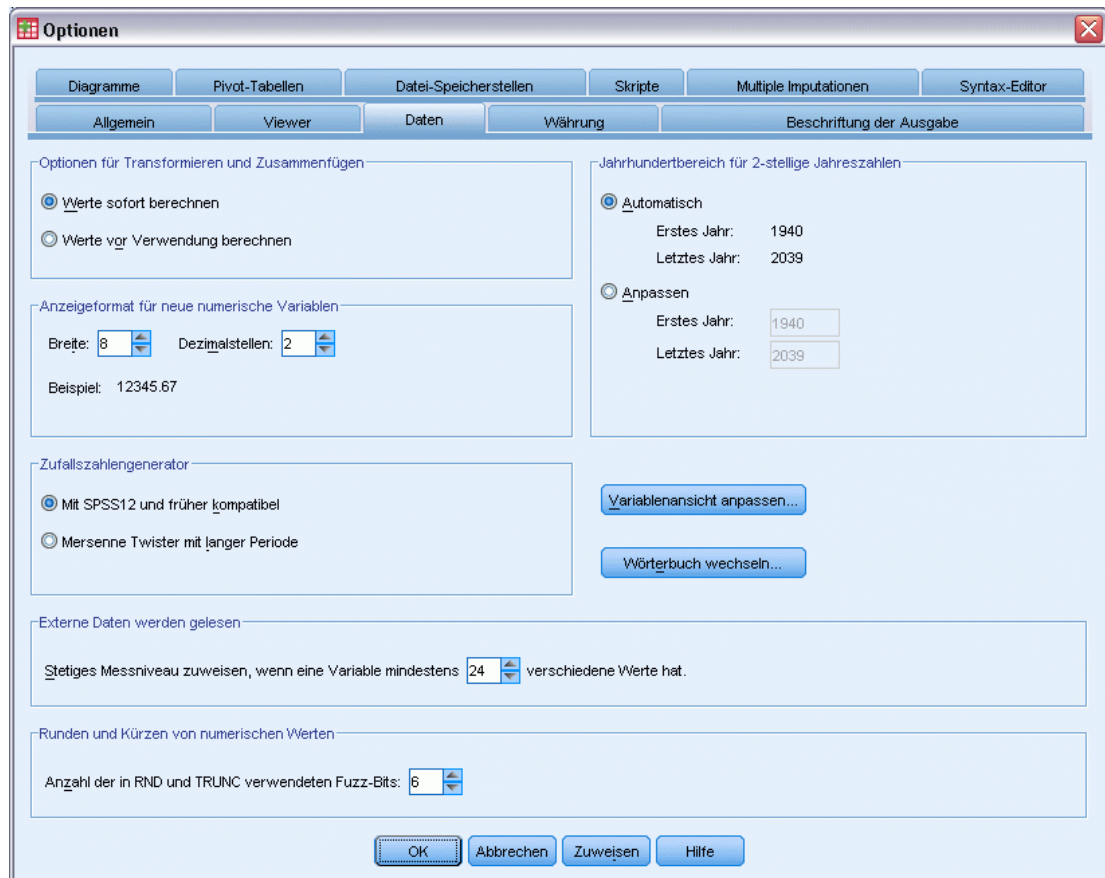 Optionen
Diagramme
Pivot-Tabellen
Datei-Speicherstellen
Skripte
Multiple Imputationen
Syntax-Editor
Allgemein
Viewer
Daten
Währung
Beschriftung der Ausgabe
Optionen für Transformieren und Zusammenfügen
Werte sofort berechnen
Werte vor Verwendung berechnen
Jahrhundertbereich für 2-stellige Jahreszahlen
Automatisch
Erstes Jahr: 1940
Letztes Jahr: 2039
Anpassen
Erstes Jahr: 1940
Letztes Jahr: 2039
Anzeigeformat für neue numerische Variablen
Breite: 8 Dezimalstellen: 2
Beispiel: 12345.67
Zufallszahlengenerator
Mit SPSS12 und früher kompatibel
Mersenne Twister mit langer Periode
Variablenansicht anpassen...
Wörterbuch wechseln...
Externe Daten werden gelesen
Stetiges Messniveau zuweisen, wenn eine Variable mindestens 24 verschiedene Werte hat.
Runden und Kürzen von numerischen Werten
Anzahl der in RND und TRUNC verwendeten Fuzz-Bits: 6
OK
Abbrechen
Zuweisen
Hilfe